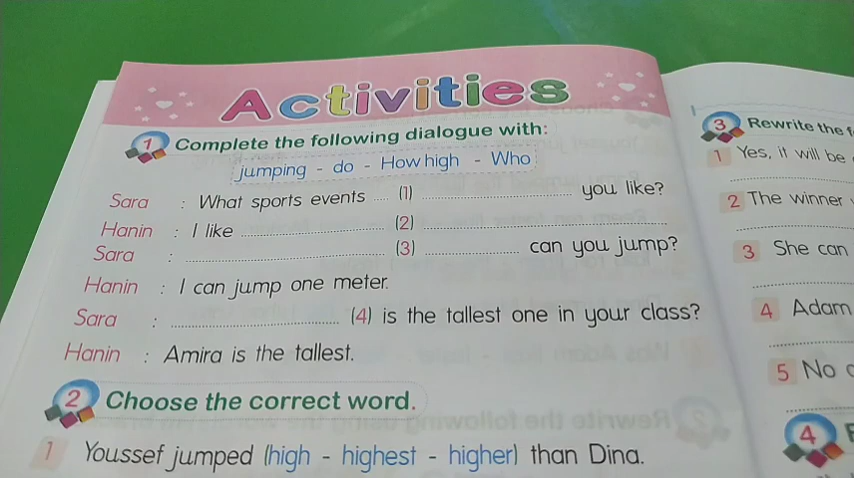 Activities
1 Complete the following dialogue with:
jumping - do - How high - Who
Sara : What sports events .... (1) .............................. you like?
Hanin : I like .............................. (2) ..................................................
Sara : .......................................... (3) .................... can you jump?
Hanin : I can jump one meter.
Sara : .................................. (4) is the tallest one in your class?
Hanin : Amira is the tallest.
2 Choose the correct word.
1 Youssef jumped (high - highest - higher) than Dina.
3 Rewrite the
1 Yes, it will be
2 The winner
3 She can
4 Adam
5 No
4